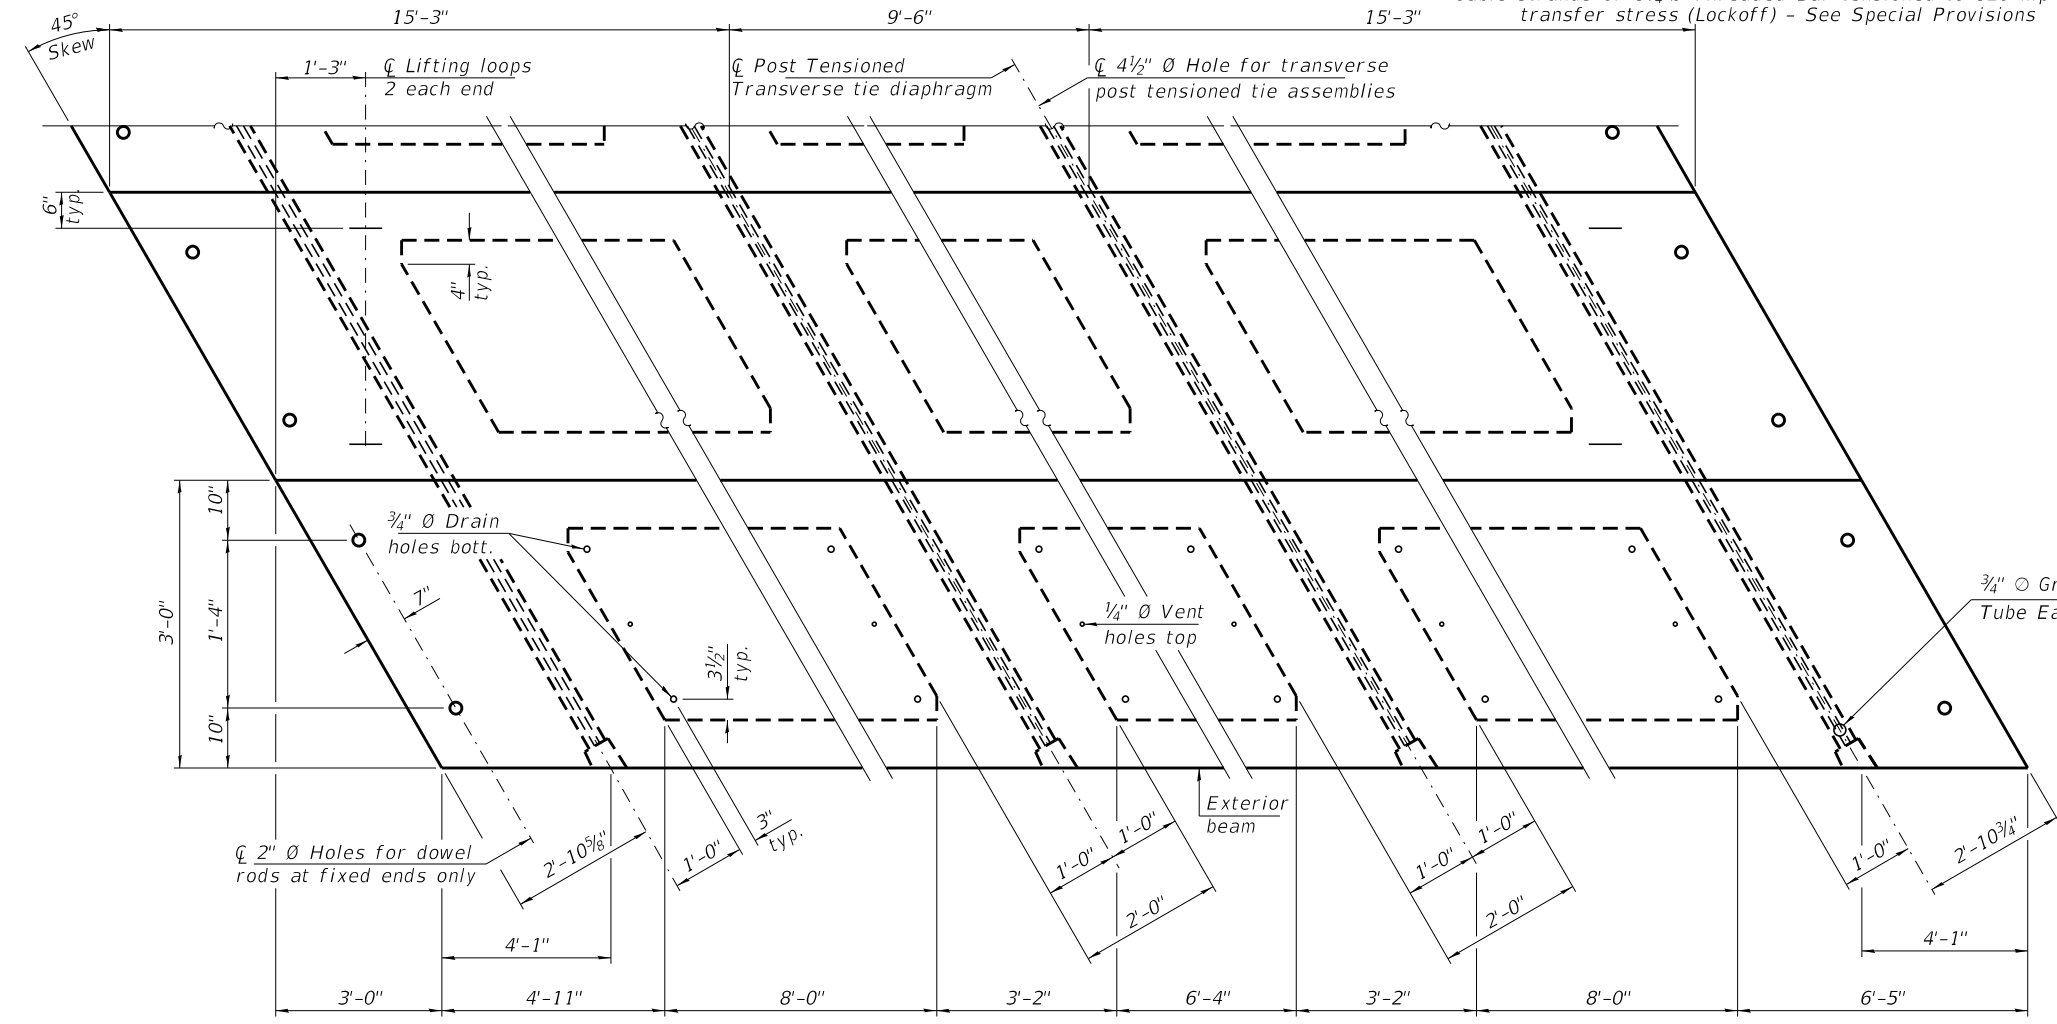 transfer stress (Lockoff) – See Special Provisions
15'-3"
9'-6"
15'-3"
45°
Skew
1'-3"
℄ Lifting loops
2 each end
℄ Post Tensioned
Transverse tie diaphragm
℄ 4½" Ø Hole for transverse
post tensioned tie assemblies
6"
typ.
4"
typ.
10"
¾" Ø Drain
holes bott.
7"
3'-0"
1'-4"
10"
¼" Ø Vent
holes top
3½"
typ.
¾" ∅
Tube
Exterior
beam
℄ 2" Ø Holes for dowel
rods at fixed ends only
2'-10⅝"
1'-0"
3"
typ.
1'-0"
1'-0"
2'-0"
1'-0"
1'-0"
2'-0"
1'-0"
2'-10¾"
4'-1"
4'-1"
3'-0"
4'-11"
8'-0"
3'-2"
6'-4"
3'-2"
8'-0"
6'-5"